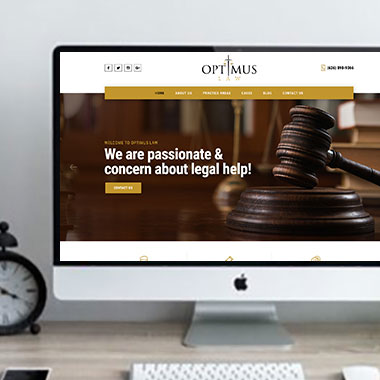 OPTIMUS
LAW
(626) 898-9366
HOME ABOUT US PRACTICE AREAS CASES BLOG CONTACT US
WELCOME TO OPTIMUS LAW
We are passionate &
concern about legal help!
CONTACT US